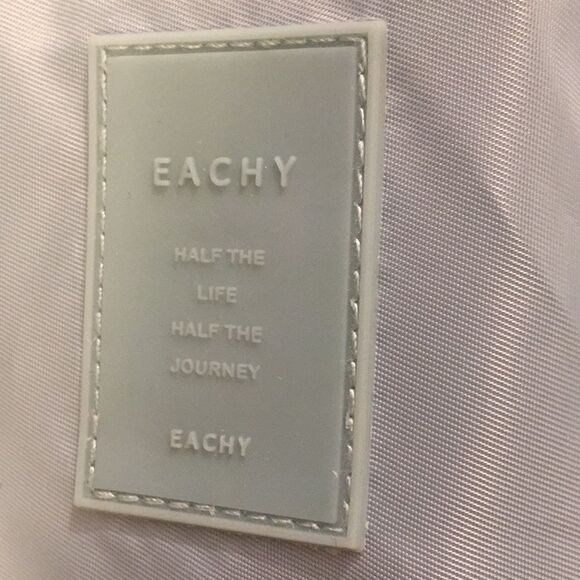 EACHY
HALF THE
LIFE
HALF THE
JOURNEY
EACHY